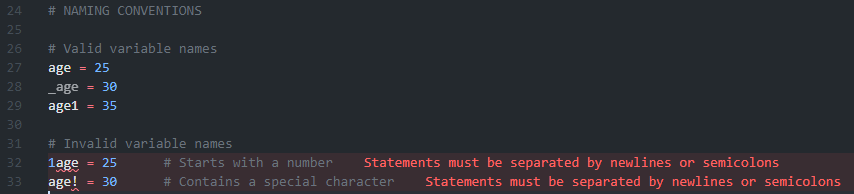 24 # NAMING CONVENTIONS
25
26 # Valid variable names
27 age = 25
28 _age = 30
29 age1 = 35
30
31 # Invalid variable names
32 1age = 25 # Starts with a number Statements must be separated by newlines or semicolons
33 age! = 30 # Contains a special character Statements must be separated by newlines or semicolons